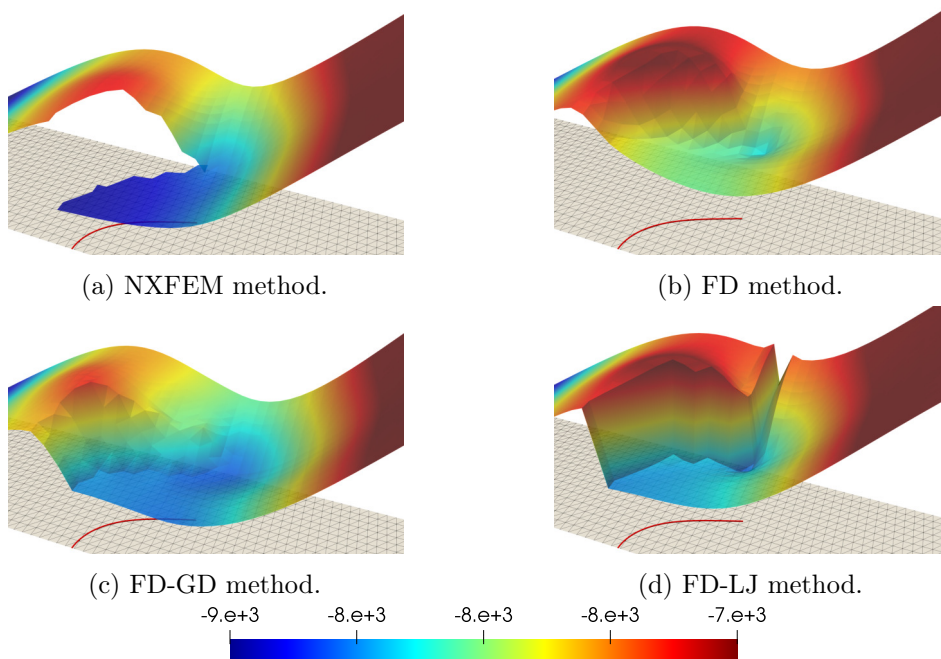 (a) NXFEM method.
(b) FD method.
(c) FD-GD method.
(d) FD-LJ method.
-9.e+3 -8.e+3 -8.e+3 -8.e+3 -7.e+3